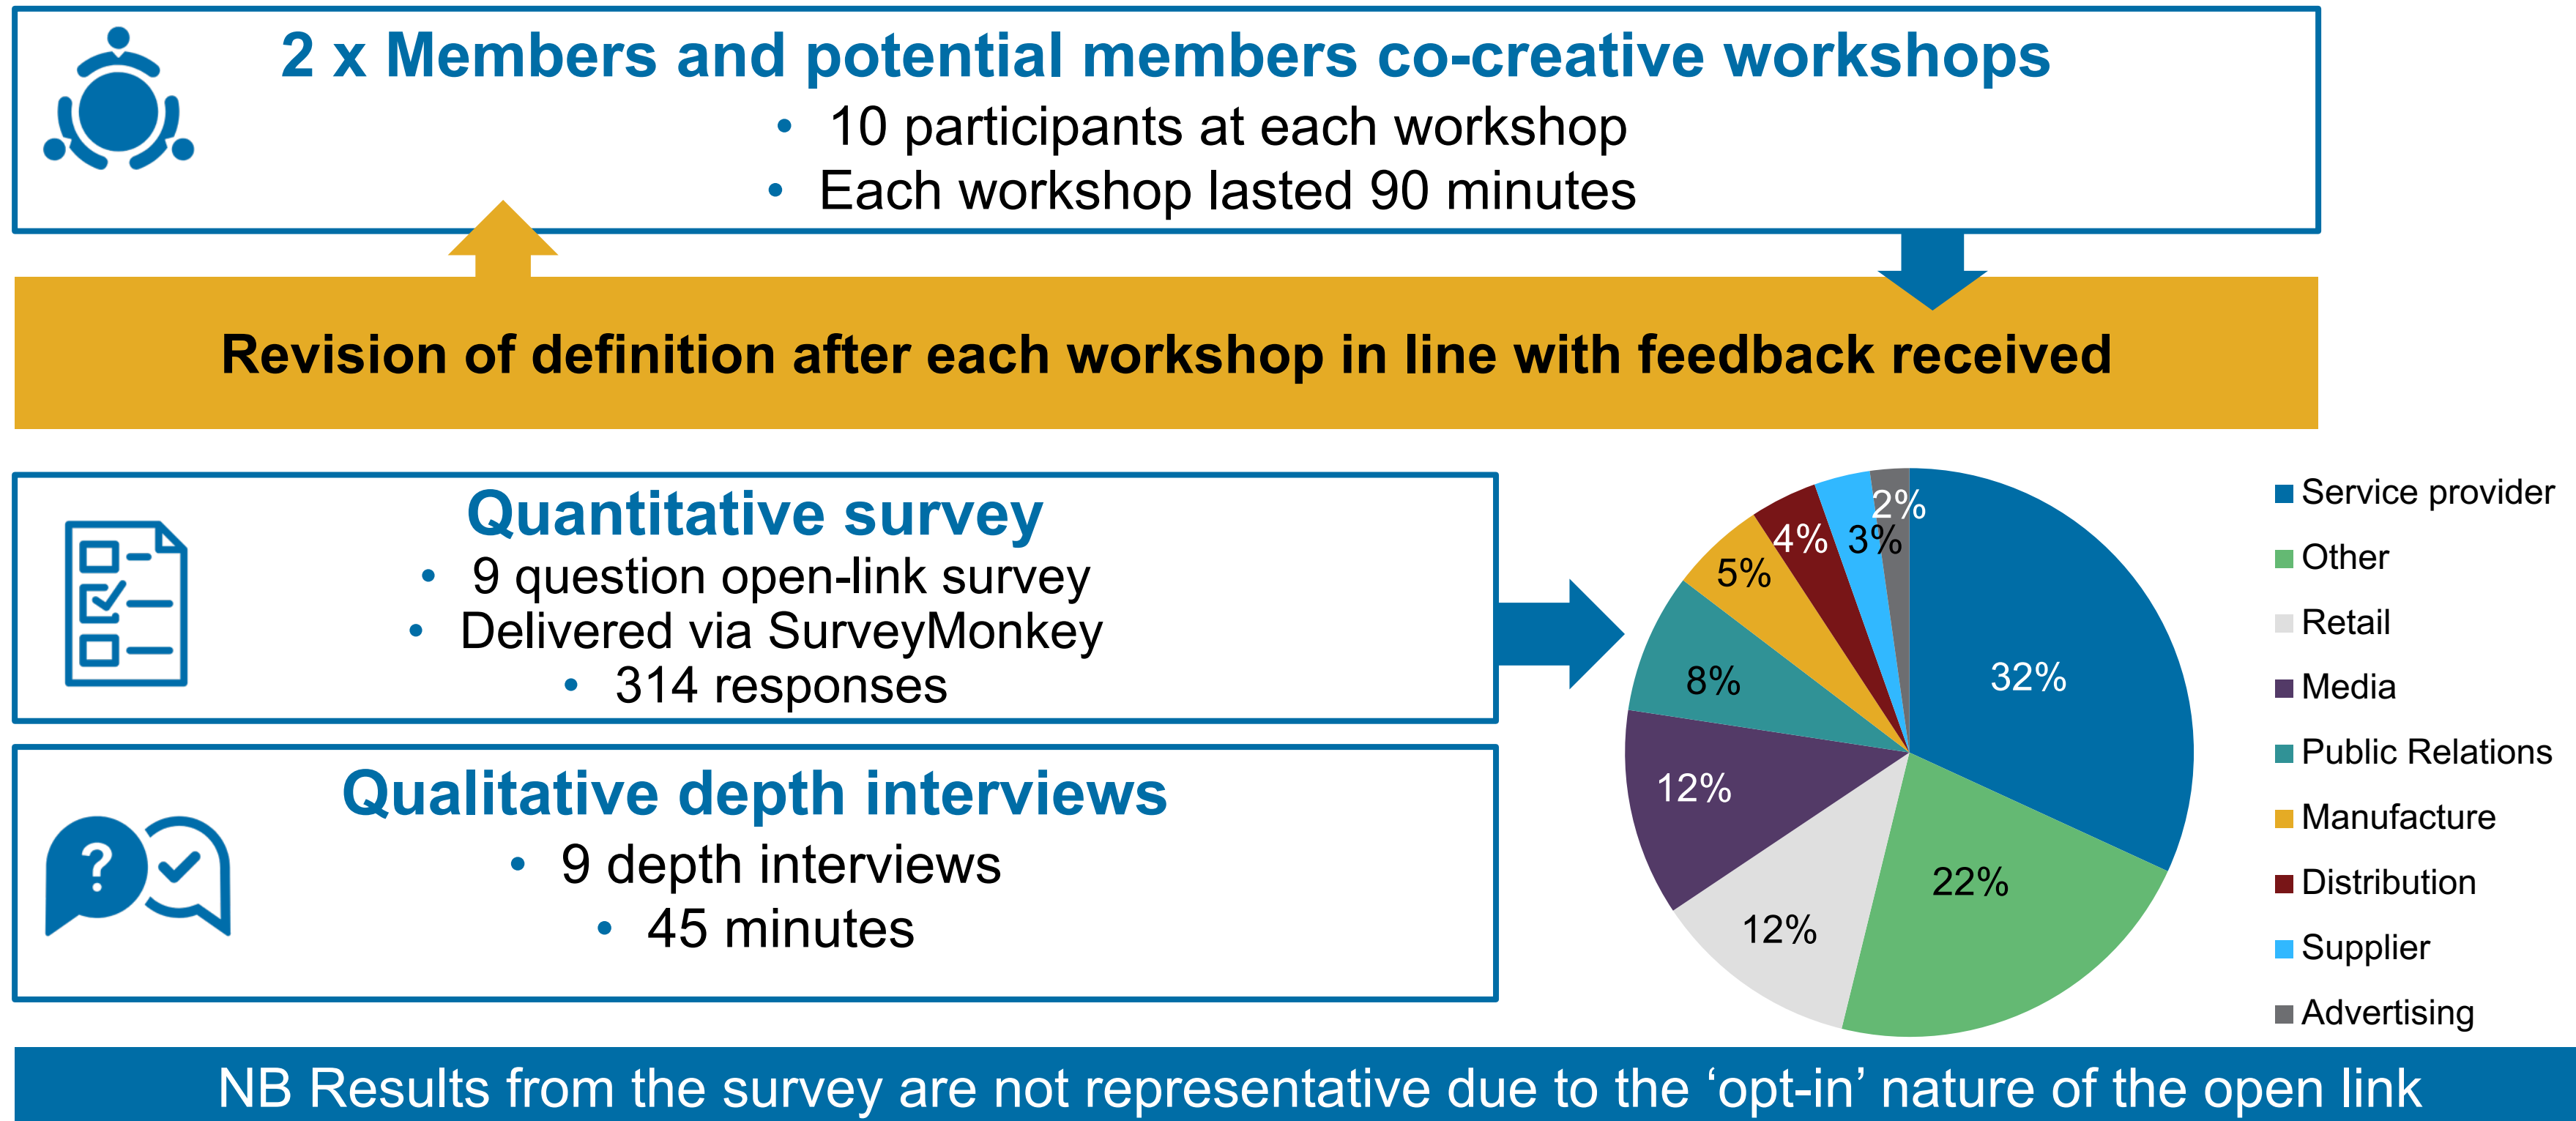 2 x Members and potential members co-creative workshops
• 10 participants at each workshop
• Each workshop lasted 90 minutes
Revision of definition after each workshop in line with feedback received
Quantitative survey
• 9 question open-link survey
• Delivered via SurveyMonkey
• 314 responses
Qualitative depth interviews
?
• 9 depth interviews
• 45 minutes
32%
22%
12%
12%
8%
5%
4%
3%
2%
Service provider
Other
Retail
Media
Public Relations
Manufacture
Distribution
Supplier
Advertising
NB Results from the survey are not representative due to the ‘opt-in’ nature of the open link